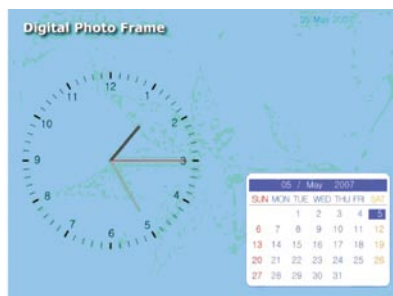 Digital Photo Frame
05 May 2007
12
11
1
10
2
9
3
8
4
7
5
6
05 / May 2007
SUN MON TUE WED THU FRI SAT
1 2 3 4 5
6 7 8 9 10 11 12
13 14 15 16 17 18 19
20 21 22 23 24 25 26
27 28 29 30 31